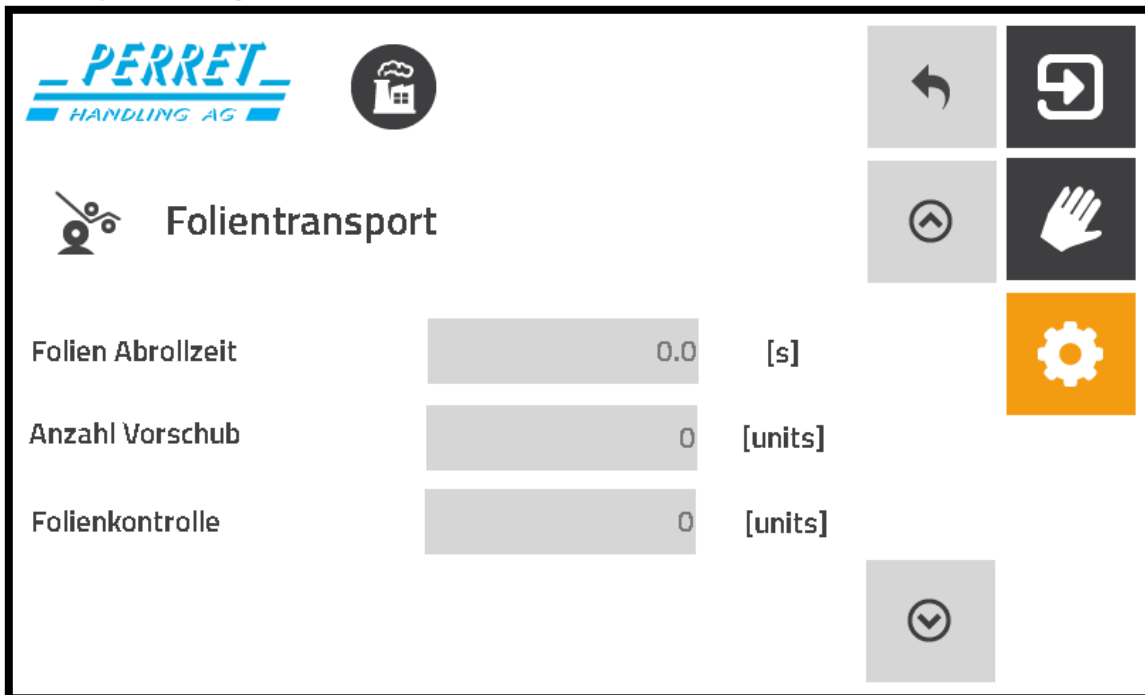 PERRET
HANDLING AG
Folientransport
Folien Abrollzeit 0.0 [s]
Anzahl Vorschub 0 [units]
Folienkontrolle 0 [units]